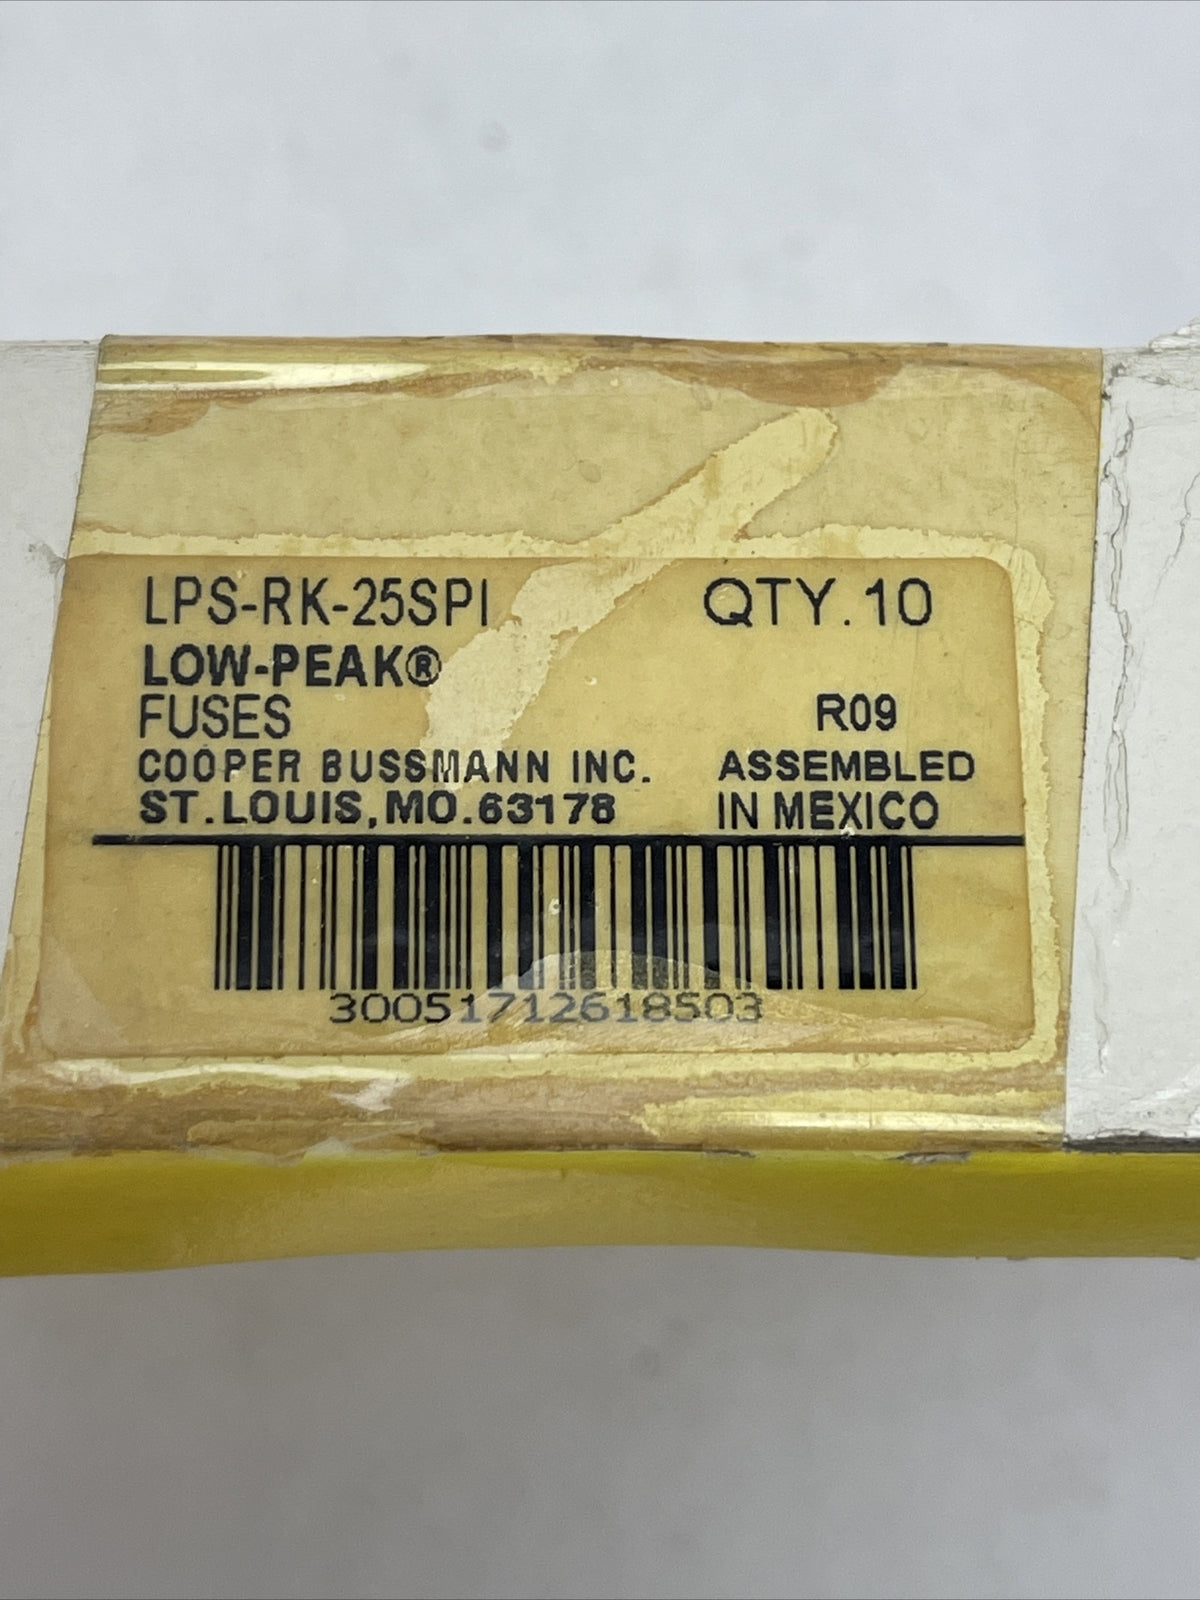 LPS-RK-25SPI QTY.10
LOW-PEAK®
FUSES R09
COOPER BUSSMANN INC. ASSEMBLED
ST.LOUIS,MO.63178 IN MEXICO
30051712618503